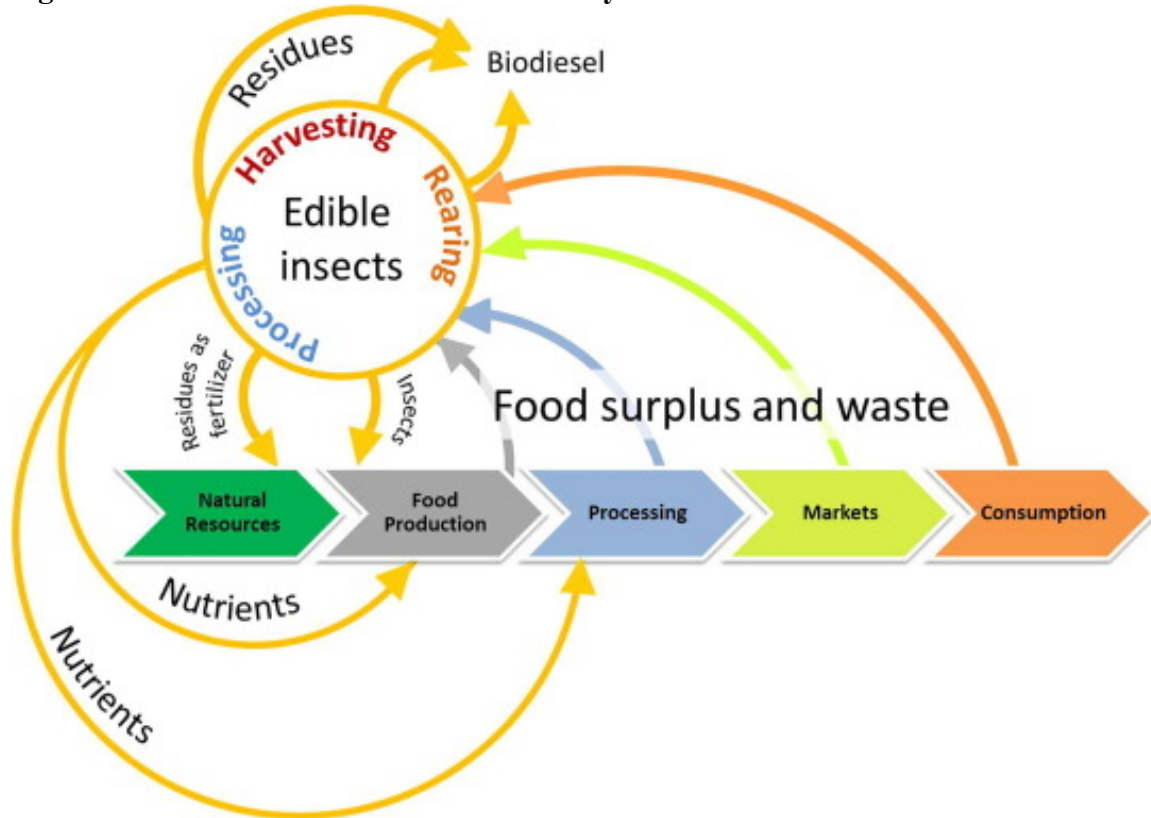 Residues
Biodiesel
Harvesting
Rearing
Processing
Edible
insects
Residues as
fertilizer
Insects
Food surplus and waste
Natural
Resources
Food
Production
Processing
Markets
Consumption
Nutrients
Nutrients